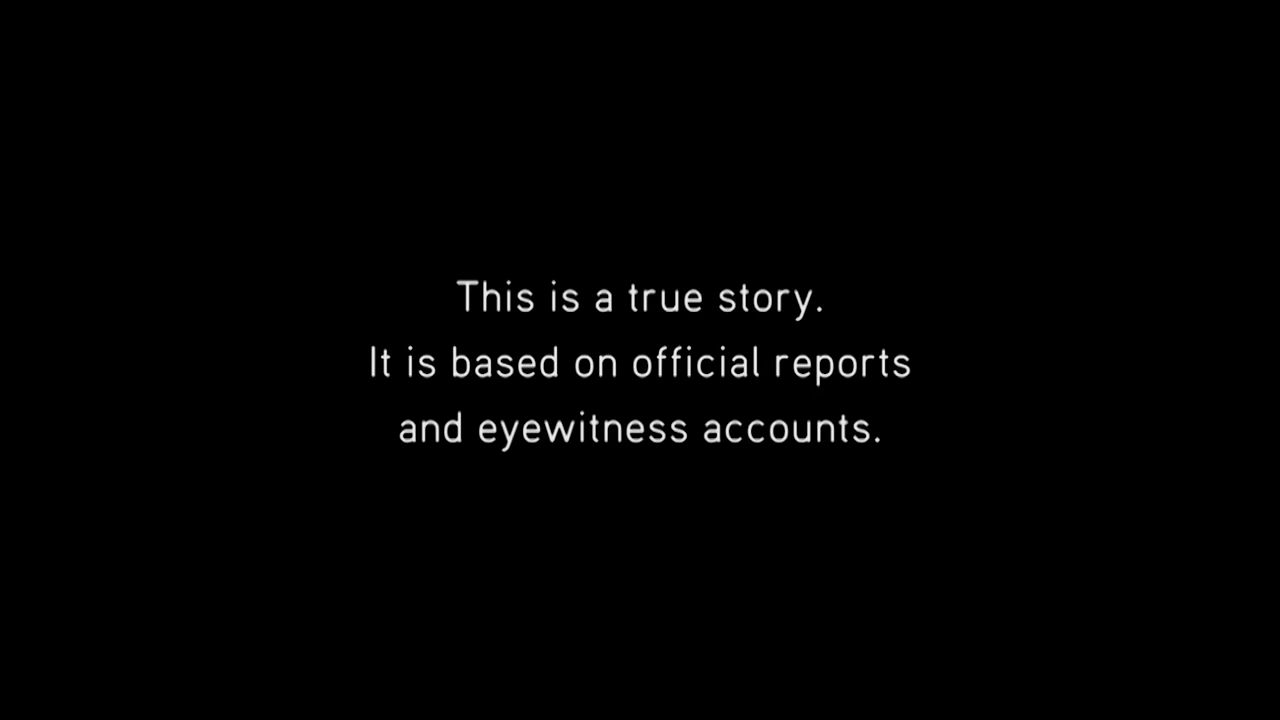 This is a true story.
It is based on official reports
and eyewitness accounts.